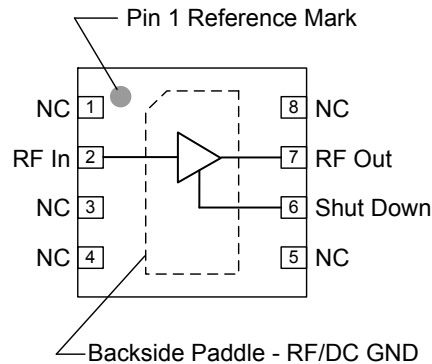 Pin 1 Reference Mark
NC 1 8 NC
RF In 2 7 RF Out
NC 3 6 Shut Down
NC 4 5 NC
Backside Paddle - RF/DC GND